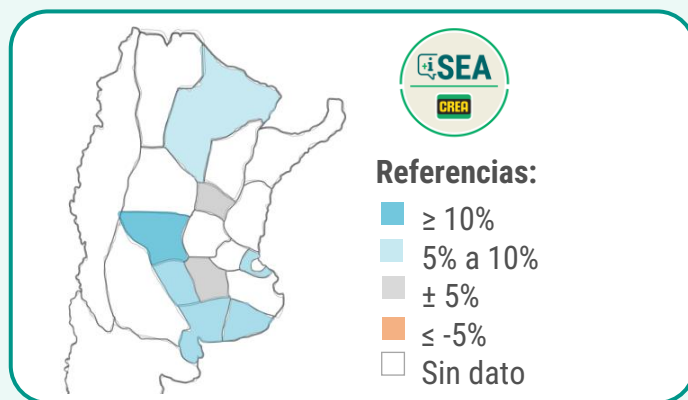 +i SEA
CREA
Referencias:
≥ 10%
5% a 10%
± 5%
≤ -5%
Sin dato